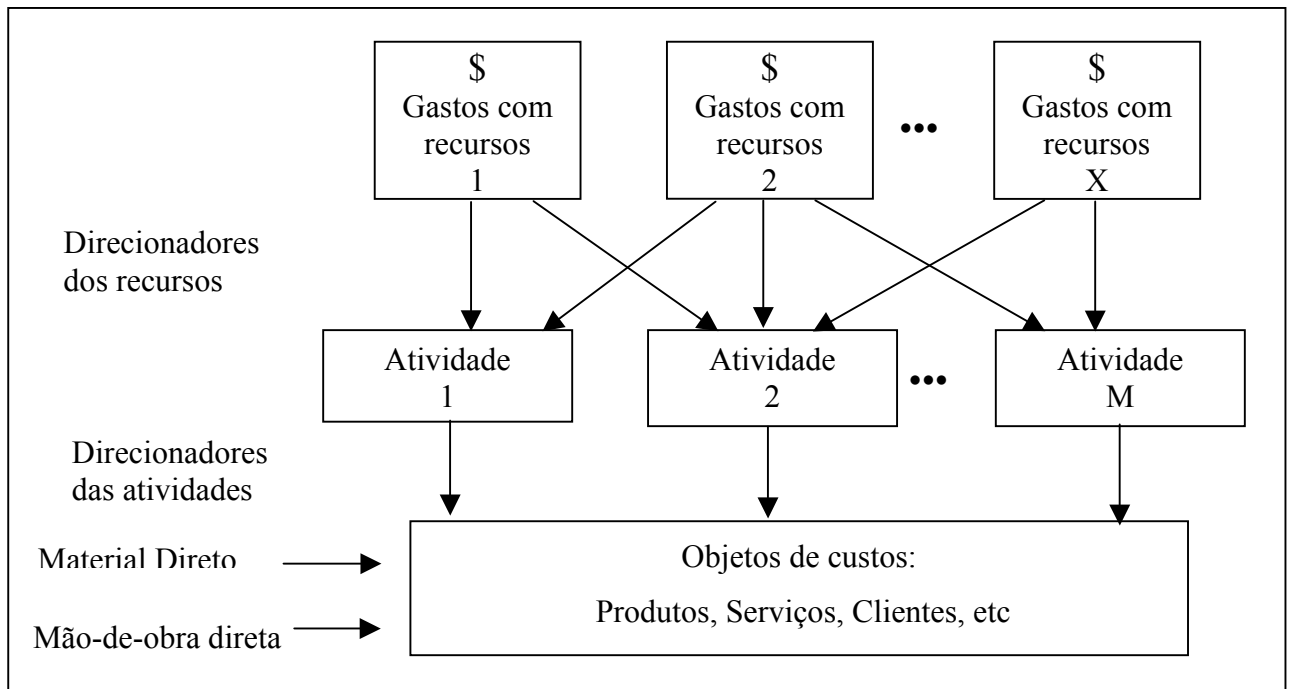 $
Gastos com
recursos
1
$
Gastos com
recursos
2
•••
$
Gastos com
recursos
X
Direcionadores
dos recursos
Atividade
1
Atividade
2
•••
Atividade
M
Direcionadores
das atividades
Material Direto
Mão-de-obra direta
Objetos de custos:
Produtos, Serviços, Clientes, etc